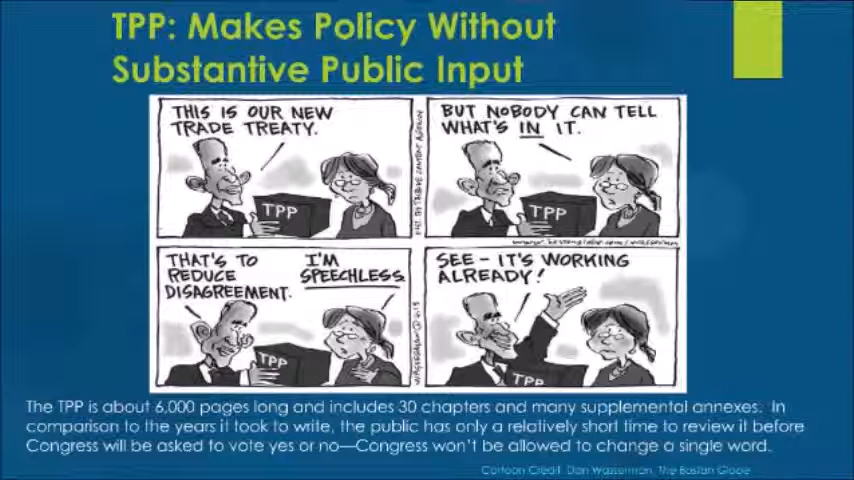 TPP: Makes Policy Without
Substantive Public Input
THIS IS OUR NEW
TRADE TREATY.
TPP
BUT NOBODY CAN TELL
WHAT'S IN IT.
TPP
THAT'S TO
REDUCE
DISAGREEMENT.
I'M
SPEECHLESS.
TPP
SEE - IT'S WORKING
ALREADY!
TPP
The TPP is about 6,000 pages long and includes 30 chapters and many supplemental annexes. In
comparison to the years it took to write, the public has only a relatively short time to review it before
Congress will be asked to vote yes or no—Congress won't be allowed to change a single word.
Cartoon Credit: Dan Wasserman, The Boston Globe